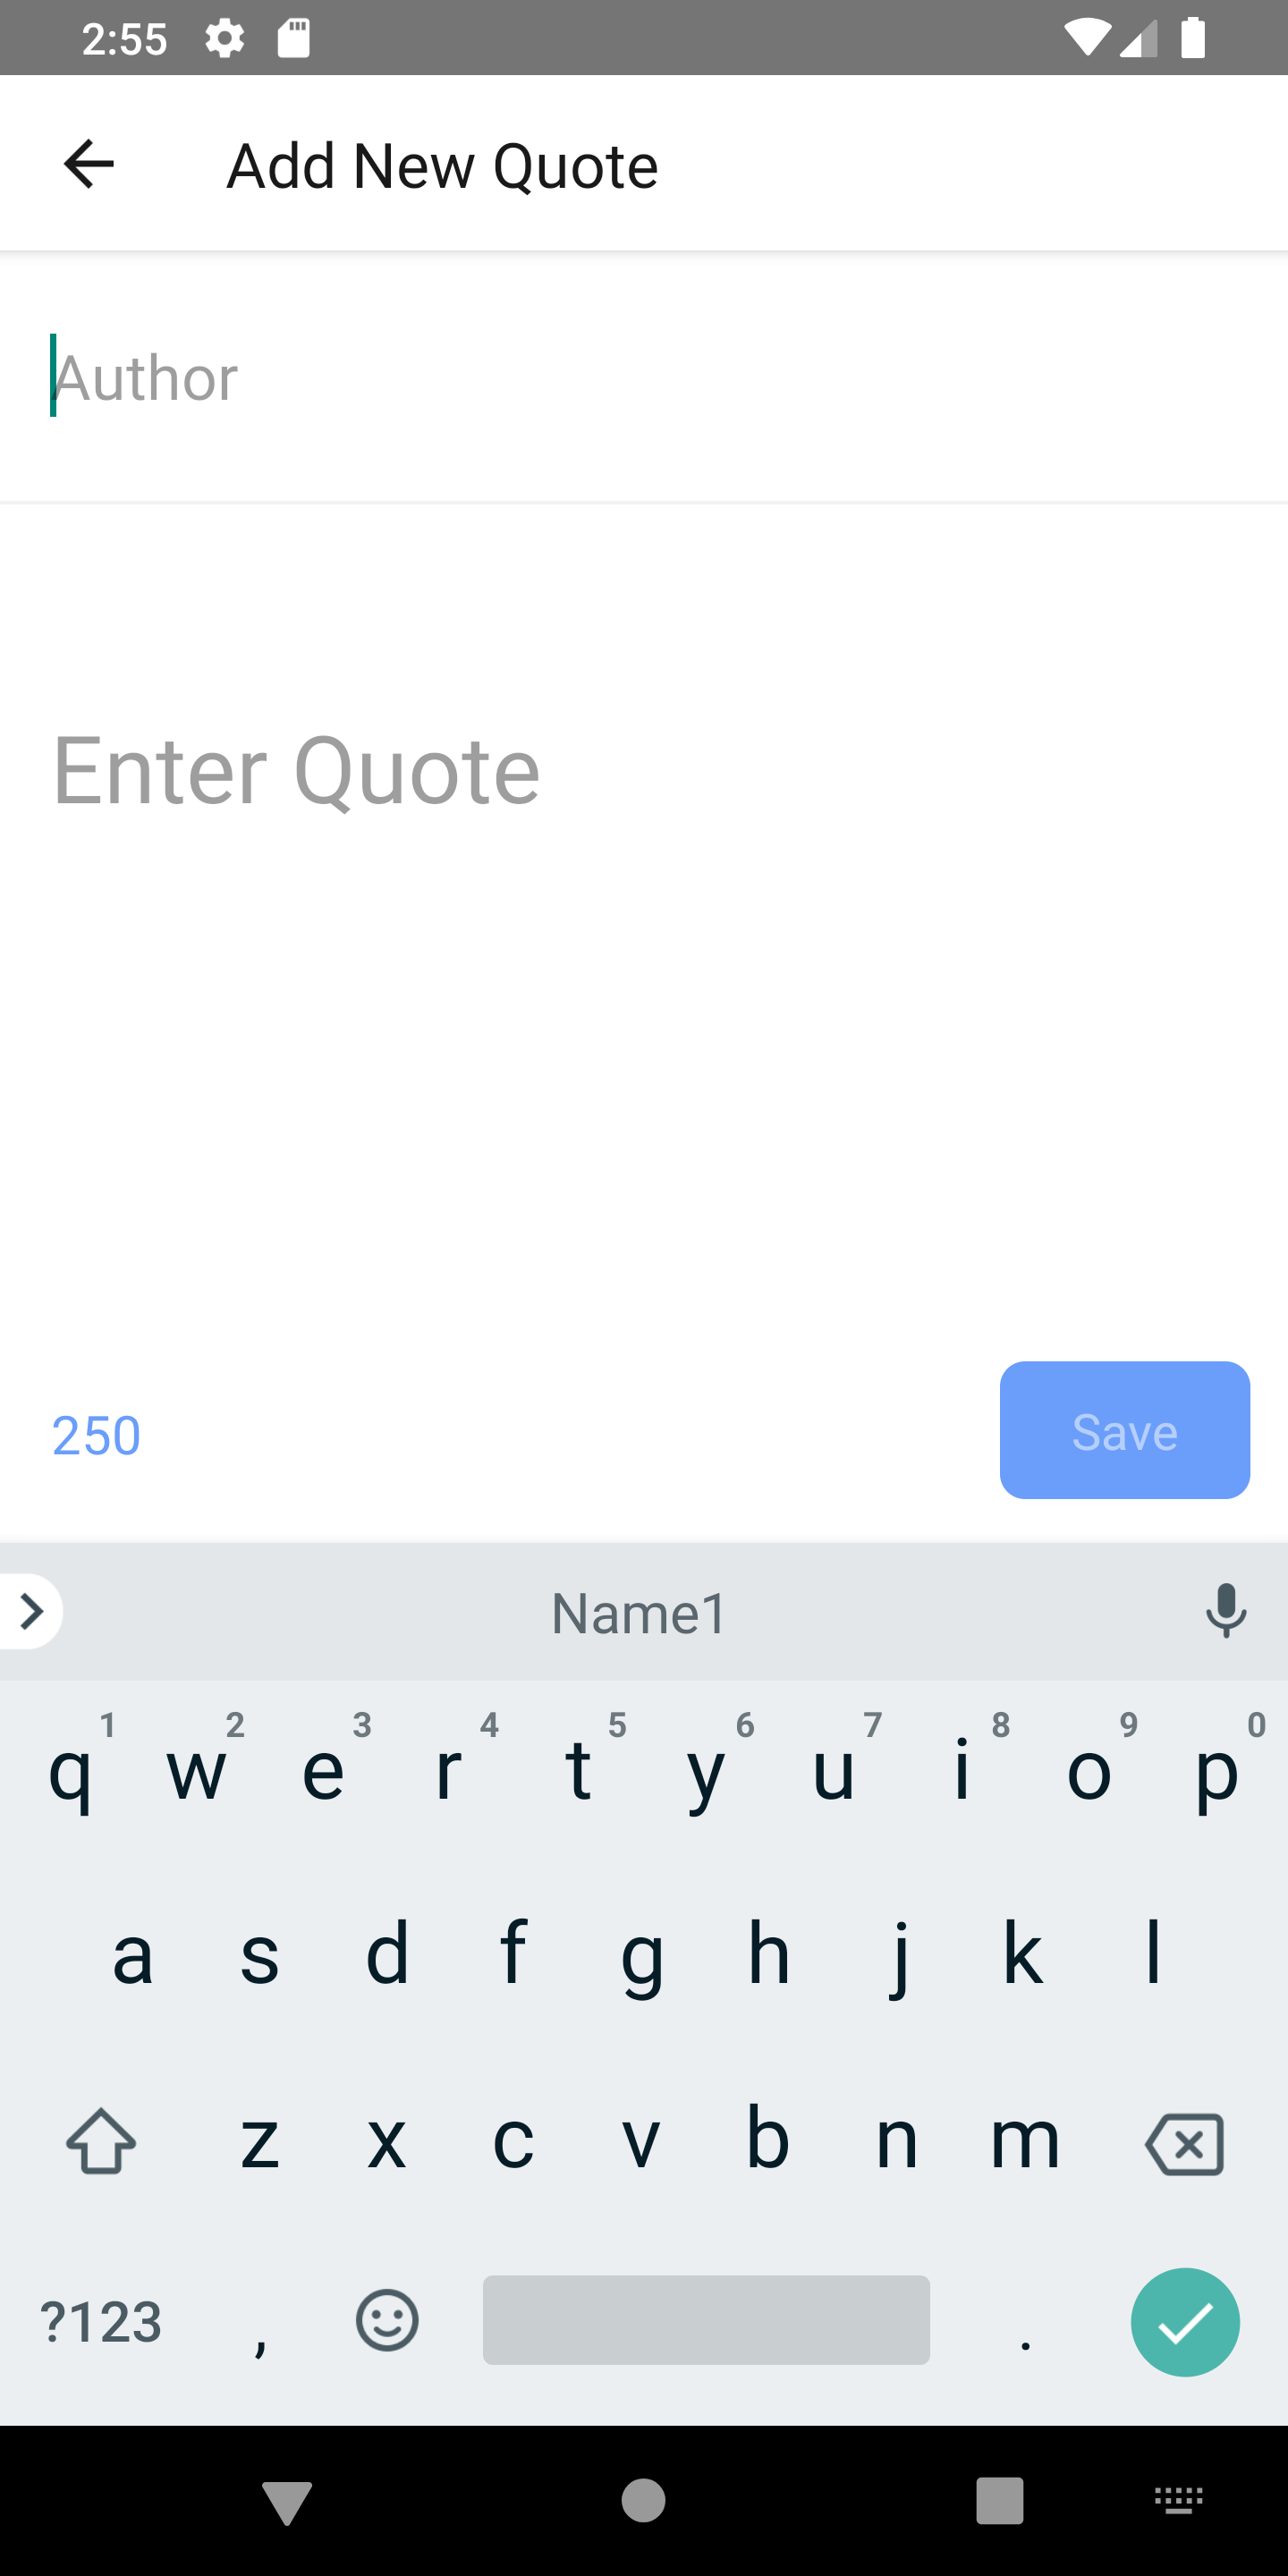 2:55
Add New Quote
Author
Enter Quote
250
Save
Name1
1 2 3 4 5 6 7 8 9 0
q w e r t y u i o p
a s d f g h j k l
z x c v b n m
?123 , .